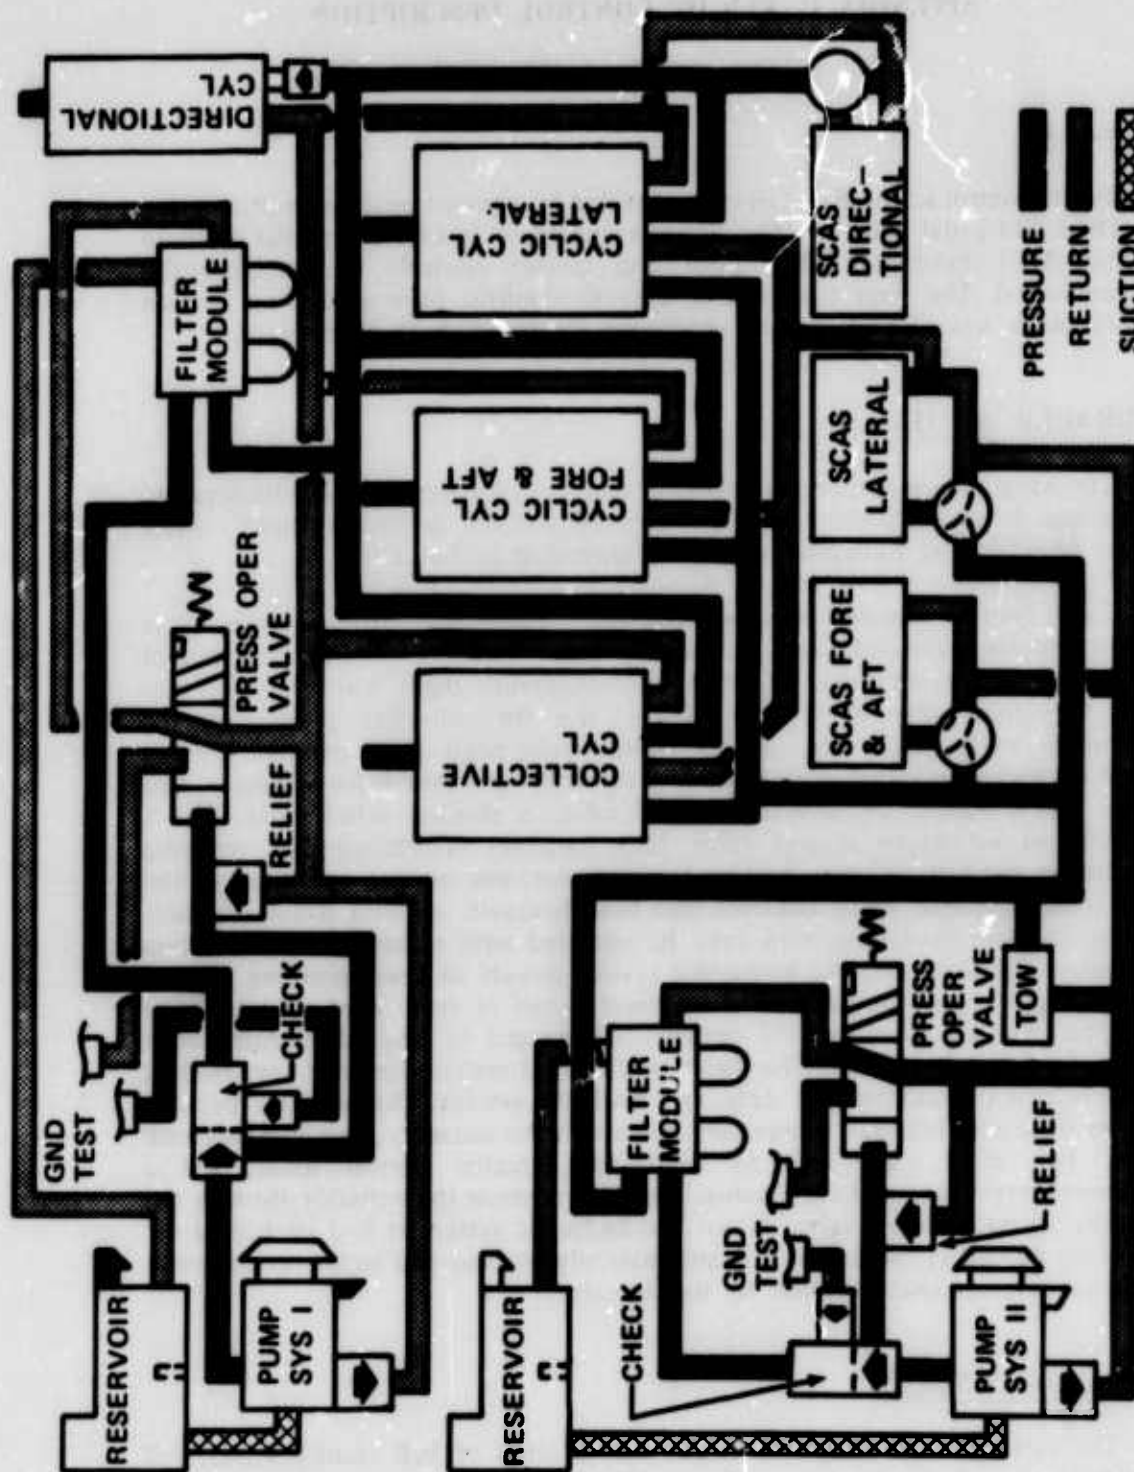 RESERVOIR
PUMP
SYS I
GND
TEST
CHECK
RELIEF
PRESS OPER
VALVE
FILTER
MODULE
DIRECTIONAL
CYL
COLLECTIVE
CYL
CYCLIC CYL
FORE & AFT
CYCLIC CYL
LATERAL
RESERVOIR
PUMP
SYS II
CHECK
GND
TEST
RELIEF
FILTER
MODULE
PRESS
OPER
VALVE
TOW
SCAS FORE
& AFT
SCAS
LATERAL
SCAS
DIREC-
TIONAL
PRESSURE
RETURN
SUCTION